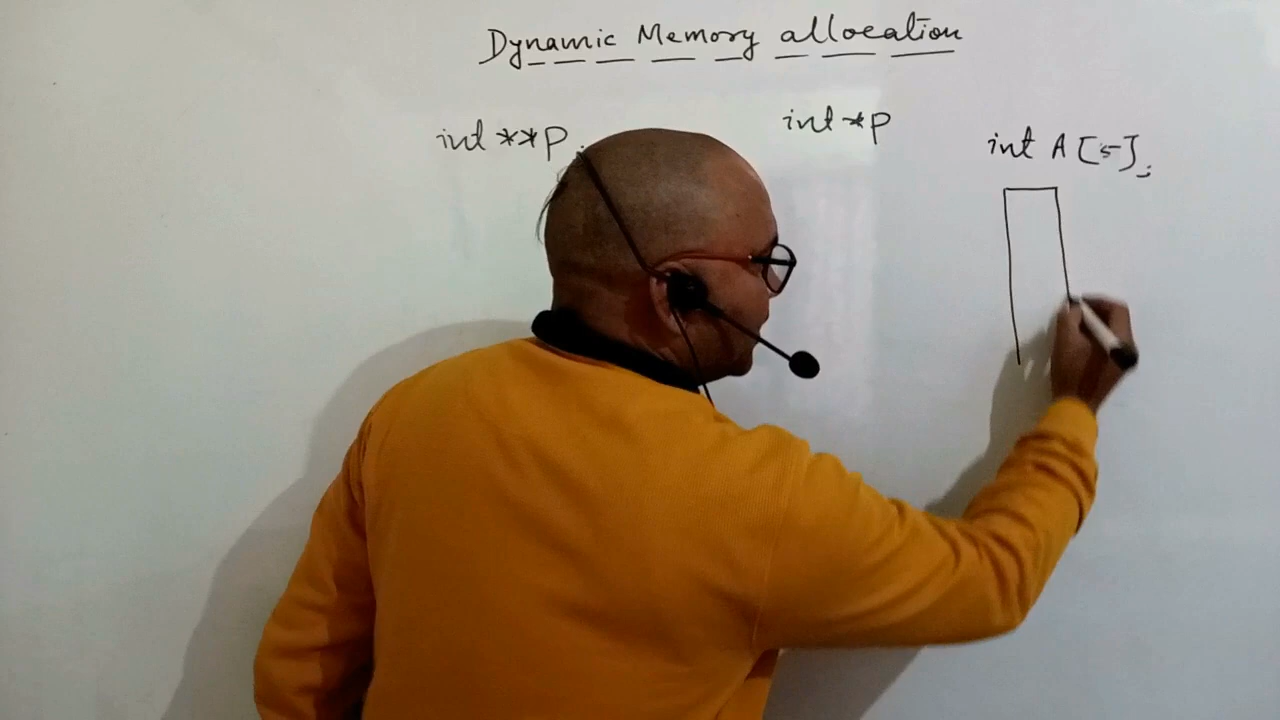 Dynamic Memory allocation
int **p int *p int A[5];